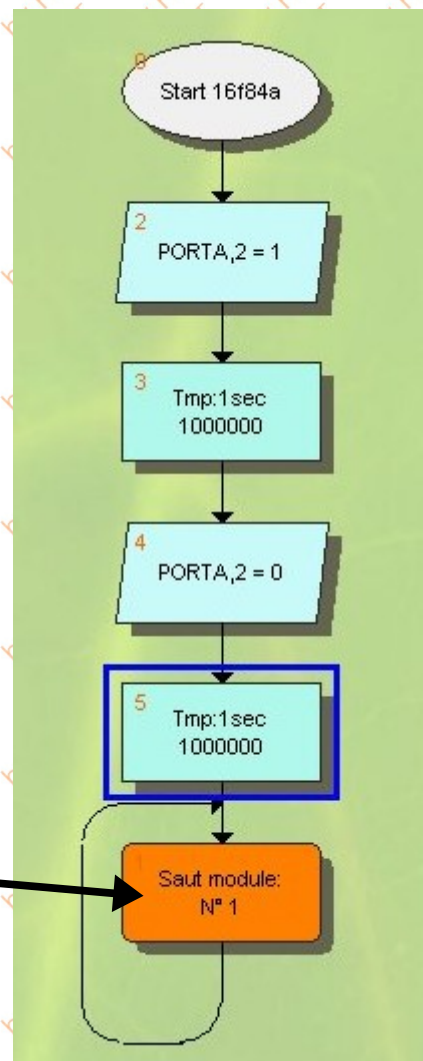 0
Start 16f84a
2
PORTA,2 = 1
3
Tmp:1sec
1000000
4
PORTA,2 = 0
5
Tmp:1sec
1000000
Saut module:
N° 1